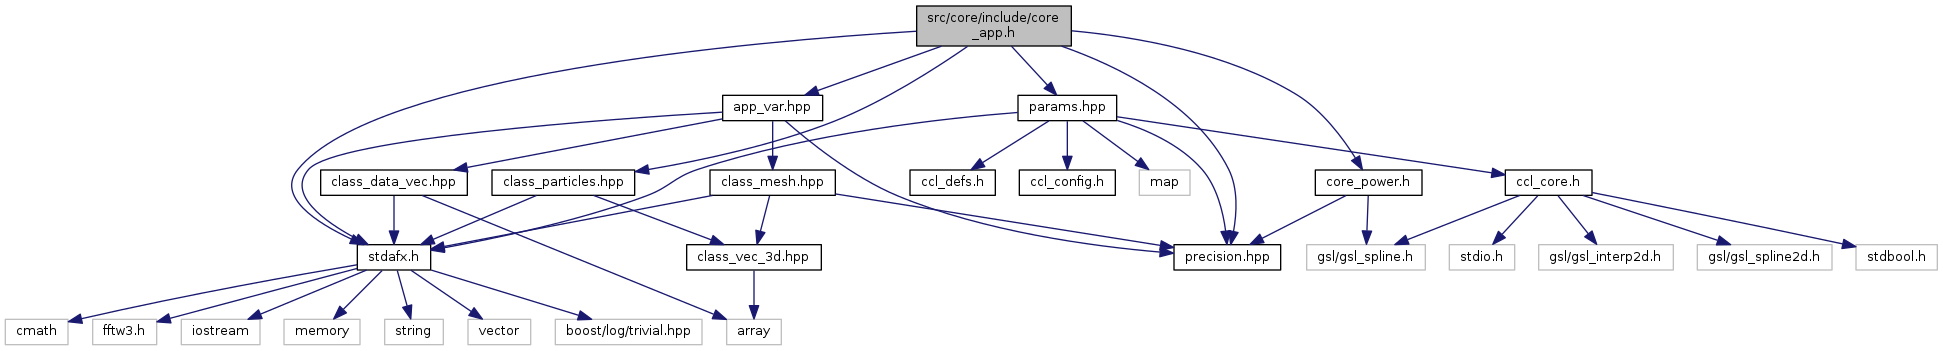 src/core/include/core
_app.h
app_var.hpp
params.hpp
class_data_vec.hpp
class_particles.hpp
class_mesh.hpp
ccl_defs.h
ccl_config.h
map
core_power.h
ccl_core.h
stdafx.h
class_vec_3d.hpp
precision.hpp
gsl/gsl_spline.h
stdio.h
gsl/gsl_interp2d.h
gsl/gsl_spline2d.h
stdbool.h
cmath
fftw3.h
iostream
memory
string
vector
boost/log/trivial.hpp
array